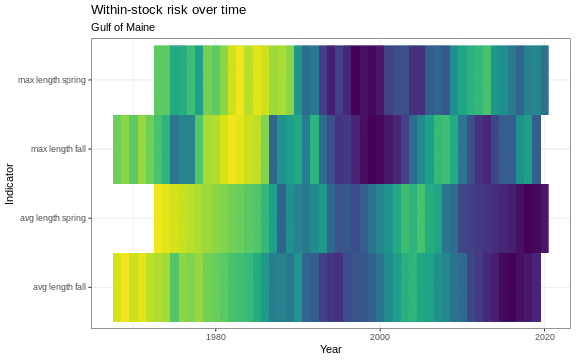 Within-stock risk over time
Gulf of Maine
Indicator
max length spring
max length fall
avg length spring
avg length fall
1980
2000
2020
Year